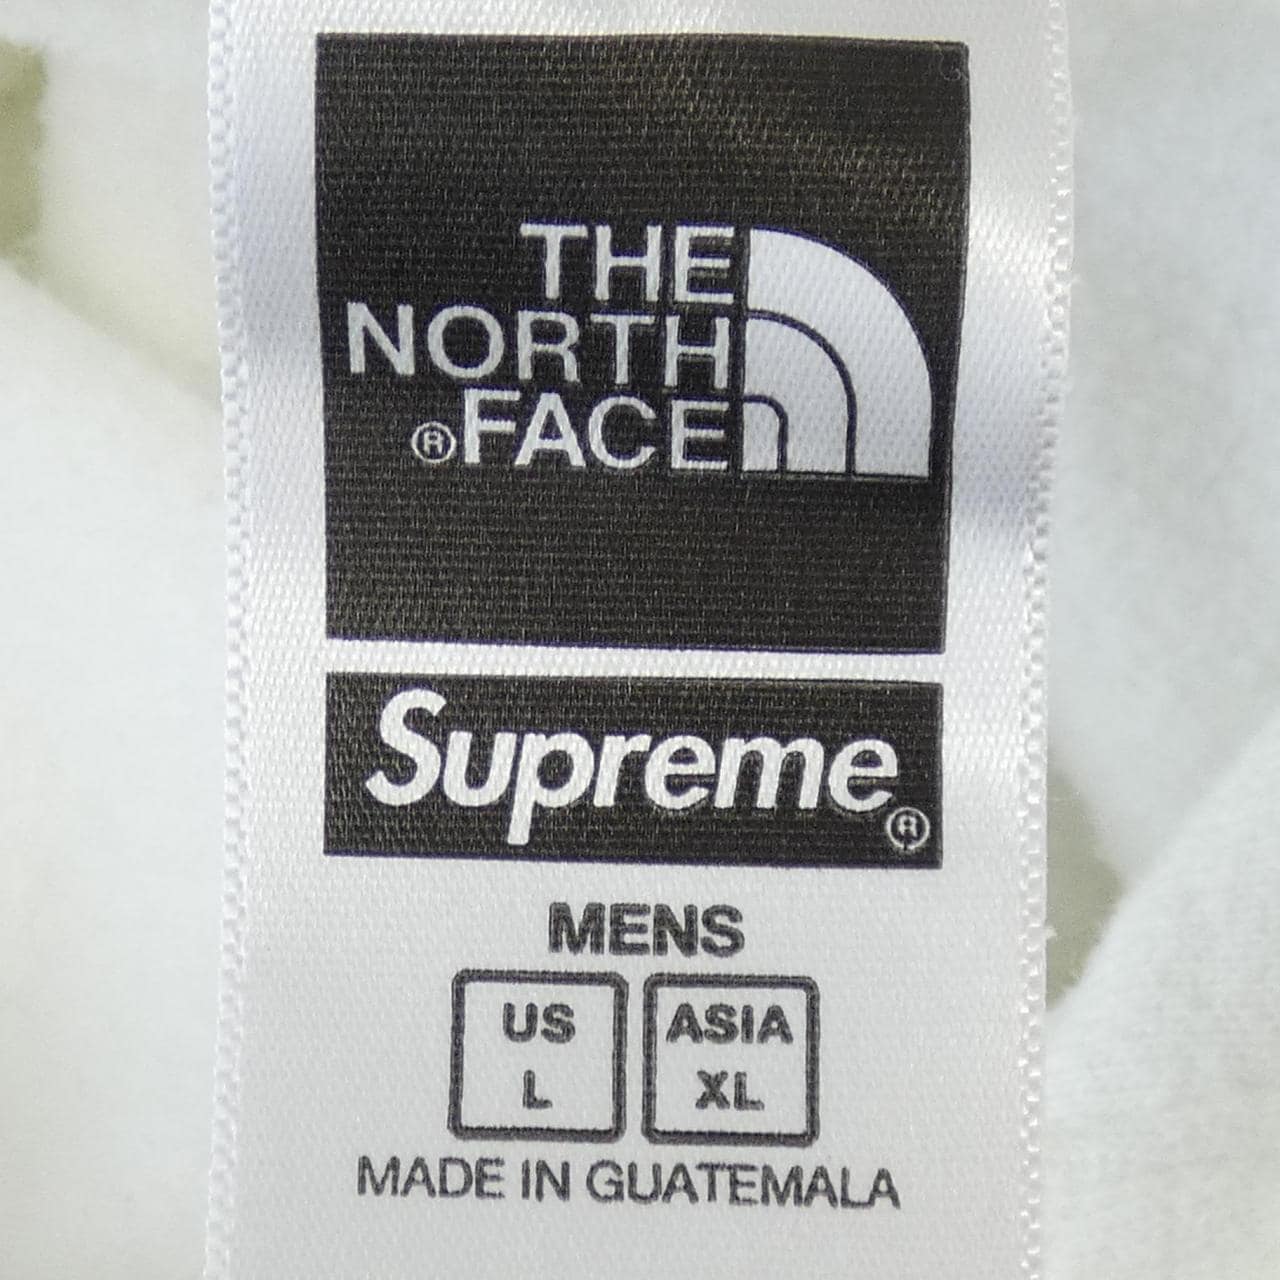 THE
NORTH
®FACE
Supreme®
MENS
US ASIA
L XL
MADE IN GUATEMALA